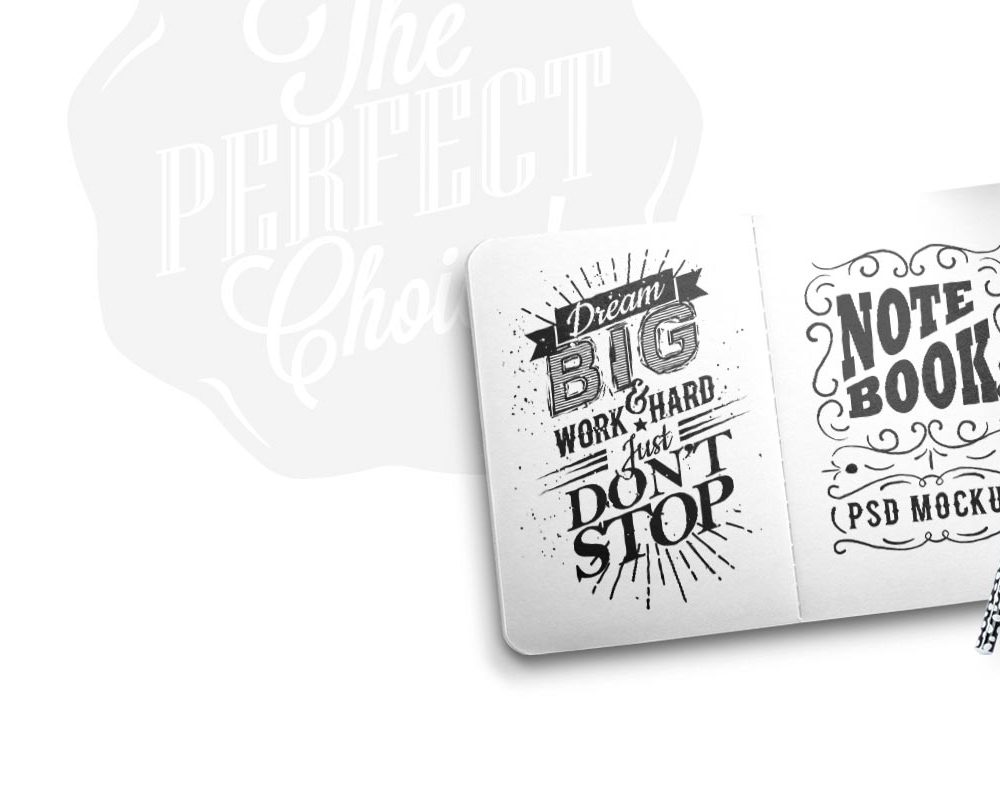 The
PERFECT
Choi
Dream
BIG
&
WORK ★ HARD
Just
DON'T
STOP
NOTE
BOOK
PSD MOCKU